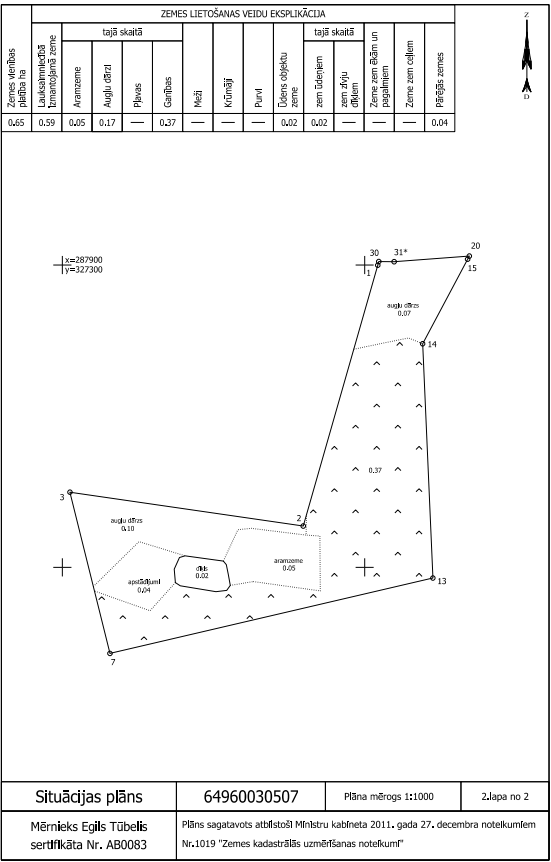 ZEMES LIETOŠANAS VEIDU EKSPLIKĀCIJA
Zemes vienības platība ha
Lauksaimniecībā izmantojamā zeme
tajā skaitā
Aramzeme
Augļu dārzi
Pļavas
Ganības
Meži
Krūmāji
Purvi
Ūdens objektu zeme
tajā skaitā
zem ūdeņiem
zem zivju dīķiem
Zeme zem ēkām un pagalmiem
Zeme zem ceļiem
Pārējās zemes
0.65 0.59 0.05 0.17 — 0.37 — — — 0.02 0.02 — — — 0.04
Z
D
x=287900
y=327300
30 31* 20
1 15
augļu dārzs
0.07
14
0.37
3
2
augļu dārzs
0.10
aramzeme
0.05
dīķis
0.02
apstādījumi
0.04
13
7
Situācijas plāns
64960030507
Plāna mērogs 1:1000
2.lapa no 2
Mērnieks Egils Tūbelis
sertifikāta Nr. AB0083
Plāns sagatavots atbilstoši Ministru kabineta 2011. gada 27. decembra noteikumiem
Nr.1019 "Zemes kadastrālās uzmērīšanas noteikumi"